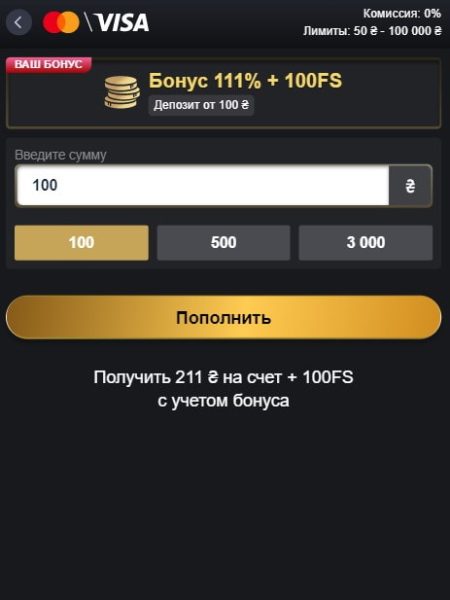 VISA
Комиссия: 0%
Лимиты: 50 ₴ - 100 000 ₴
ВАШ БОНУС
Бонус 111% + 100FS
Депозит от 100 ₴
Введите сумму
100 ₴
100 500 3 000
Пополнить
Получить 211 ₴ на счет + 100FS
с учетом бонуса